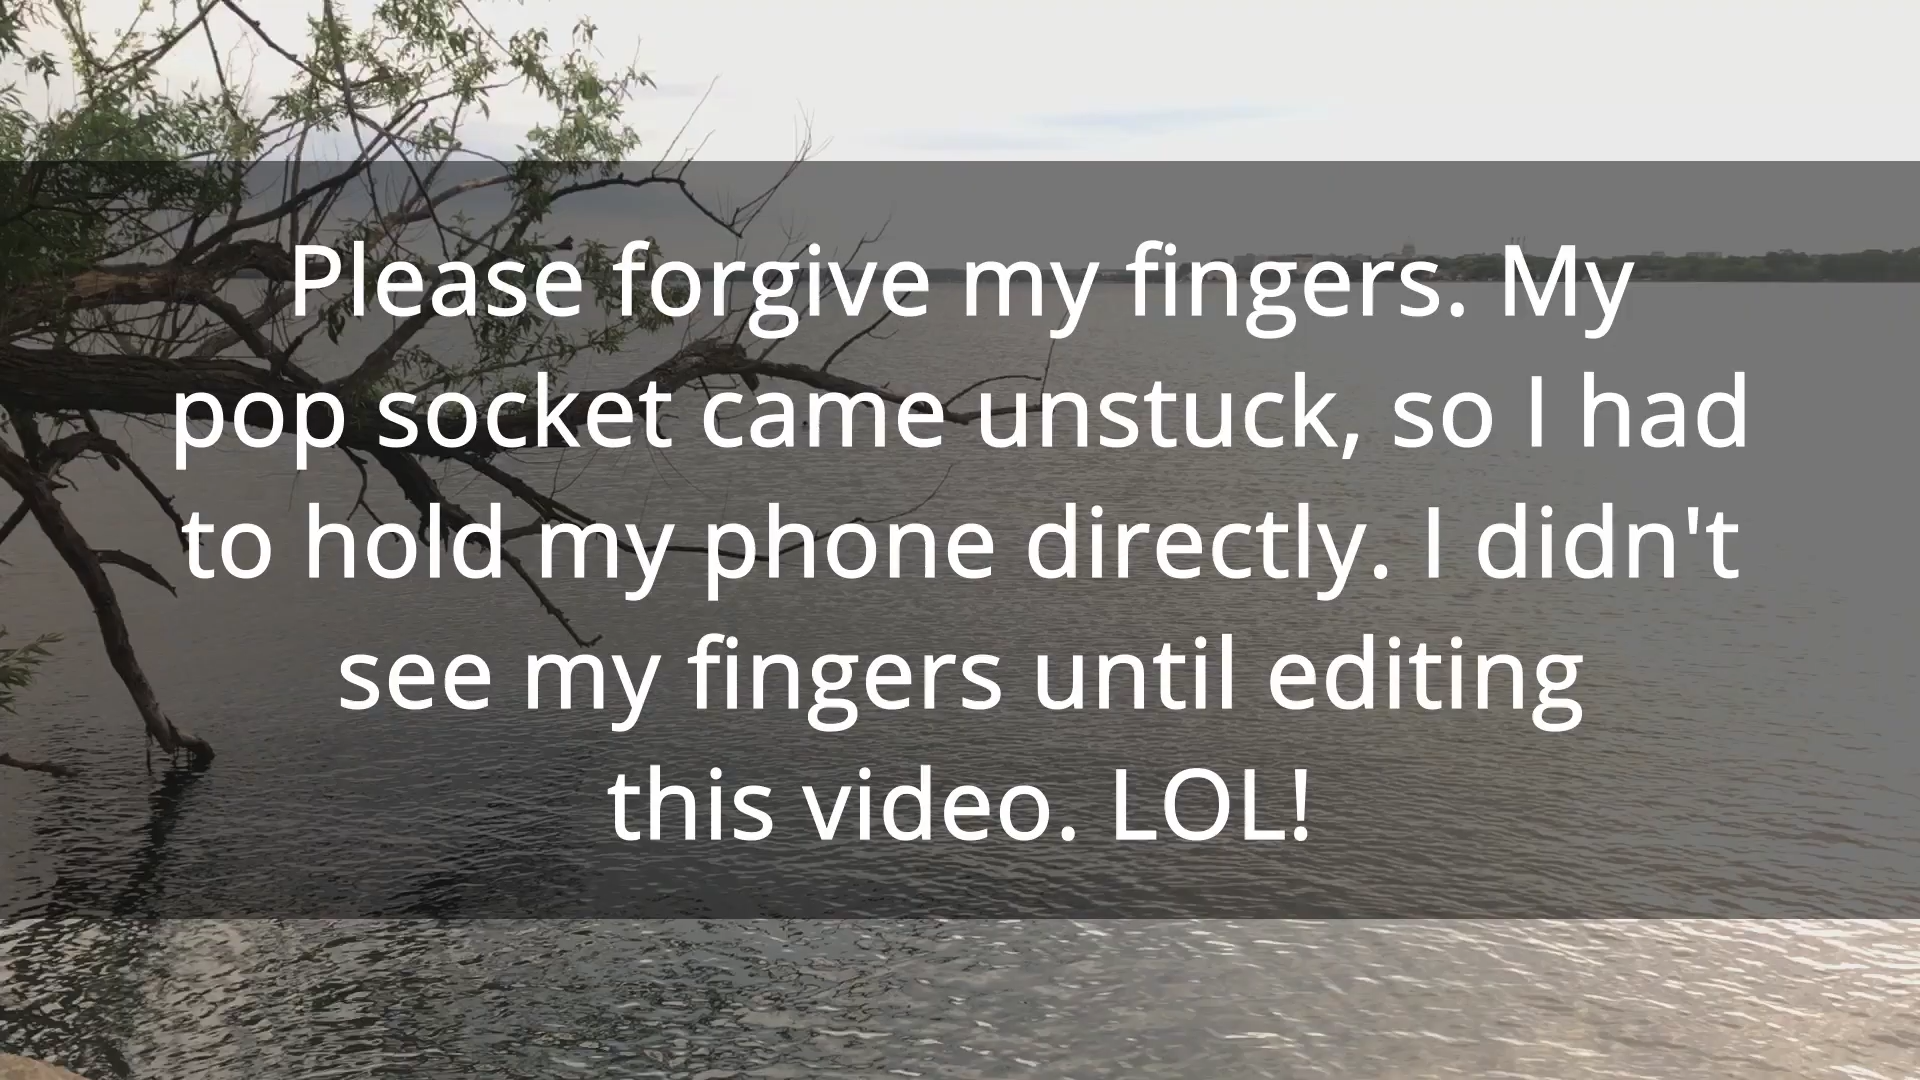 Please forgive my fingers. My
pop socket came unstuck, so I had
to hold my phone directly. I didn't
see my fingers until editing
this video. LOL!